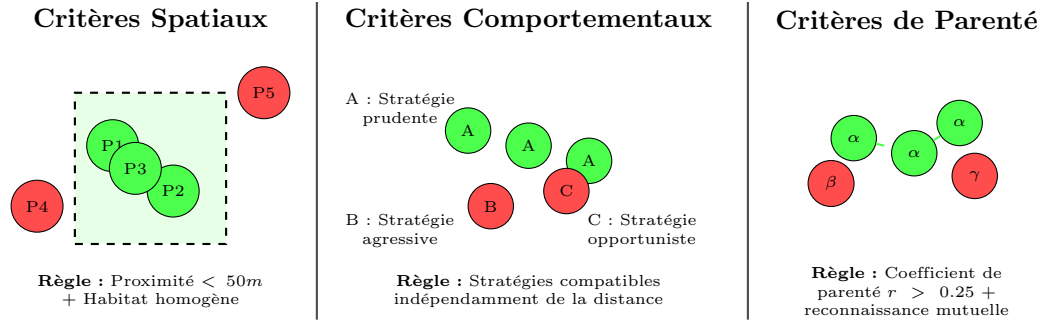 Critères Spatiaux
P5
P1
P3
P2
P4
Règle : Proximité < 50m
+ Habitat homogène
Critères Comportementaux
A : Stratégie
prudente
A
A
A
C
B
B : Stratégie
agressive
C : Stratégie
opportuniste
Règle : Stratégies compatibles
indépendamment de la distance
Critères de Parenté
α
α
α
β
γ
Règle : Coefficient de
parenté r > 0.25 +
reconnaissance mutuelle